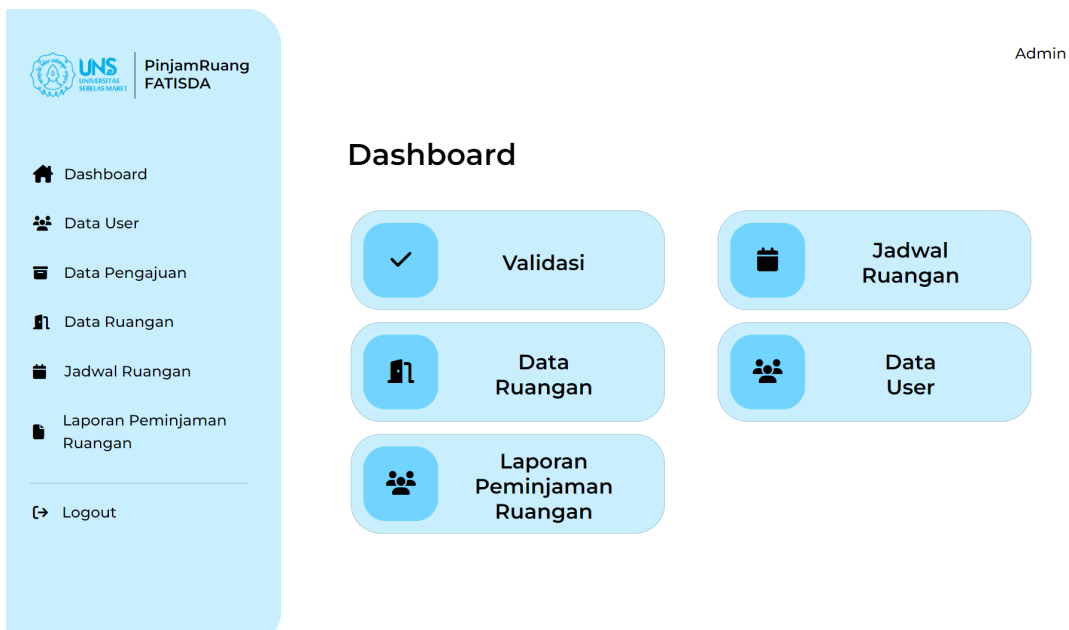 UNS
UNIVERSITAS
SEBELAS MARET
PinjamRuang
FATISDA
Dashboard
Data User
Data Pengajuan
Data Ruangan
Jadwal Ruangan
Laporan Peminjaman
Ruangan
Logout
Admin
Dashboard
Validasi
Jadwal
Ruangan
Data
Ruangan
Data
User
Laporan
Peminjaman
Ruangan